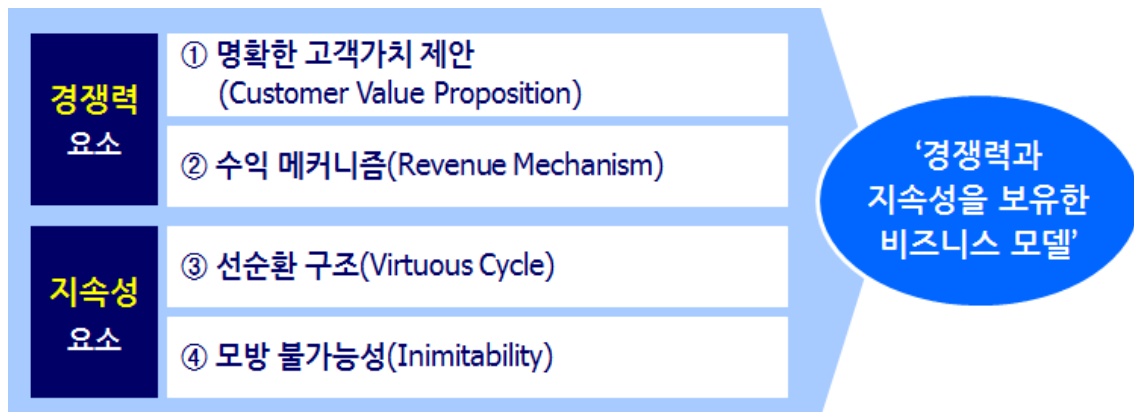 경쟁력
요소
① 명확한 고객가치 제안
(Customer Value Proposition)
② 수익 메커니즘(Revenue Mechanism)
지속성
요소
③ 선순환 구조(Virtuous Cycle)
④ 모방 불가능성(Inimitability)
‘경쟁력과
지속성을 보유한
비즈니스 모델’